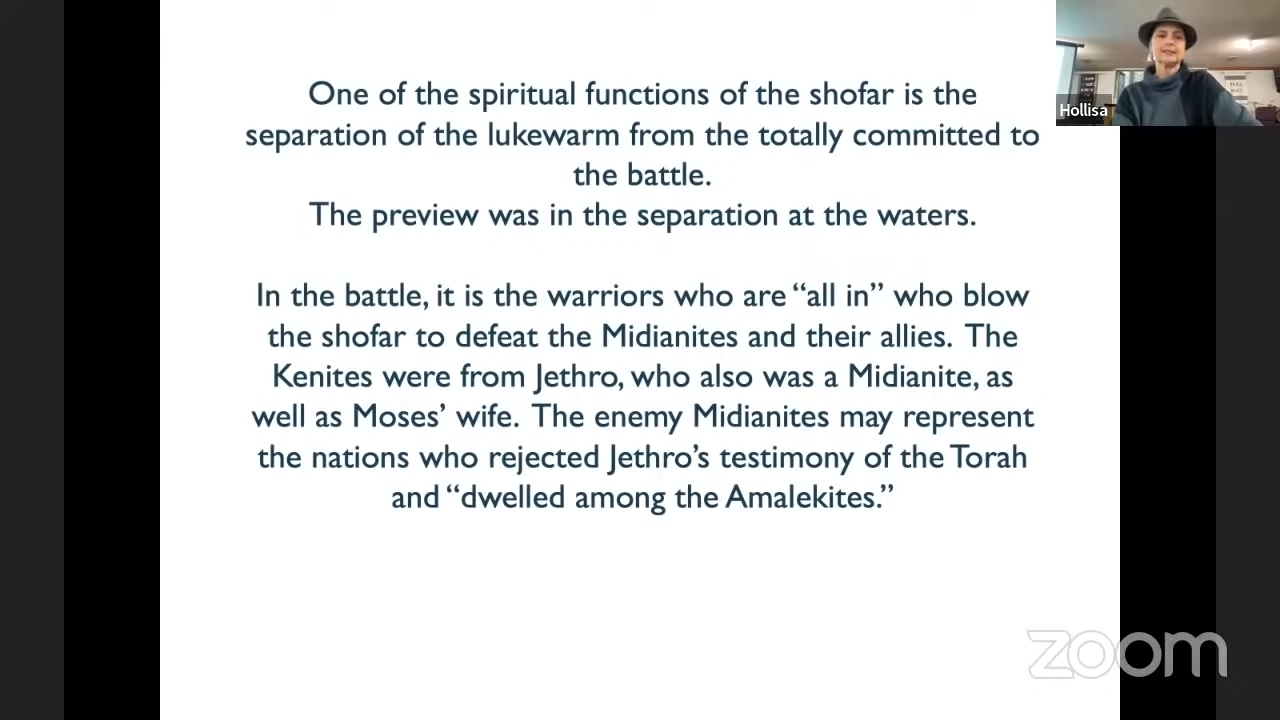 One of the spiritual functions of the shofar is the
separation of the lukewarm from the totally committed to
the battle.
The preview was in the separation at the waters.
In the battle, it is the warriors who are “all in” who blow
the shofar to defeat the Midianites and their allies. The
Kenites were from Jethro, who also was a Midianite, as
well as Moses’ wife. The enemy Midianites may represent
the nations who rejected Jethro’s testimony of the Torah
and “dwelled among the Amalekites.”
Hollisa
zoom